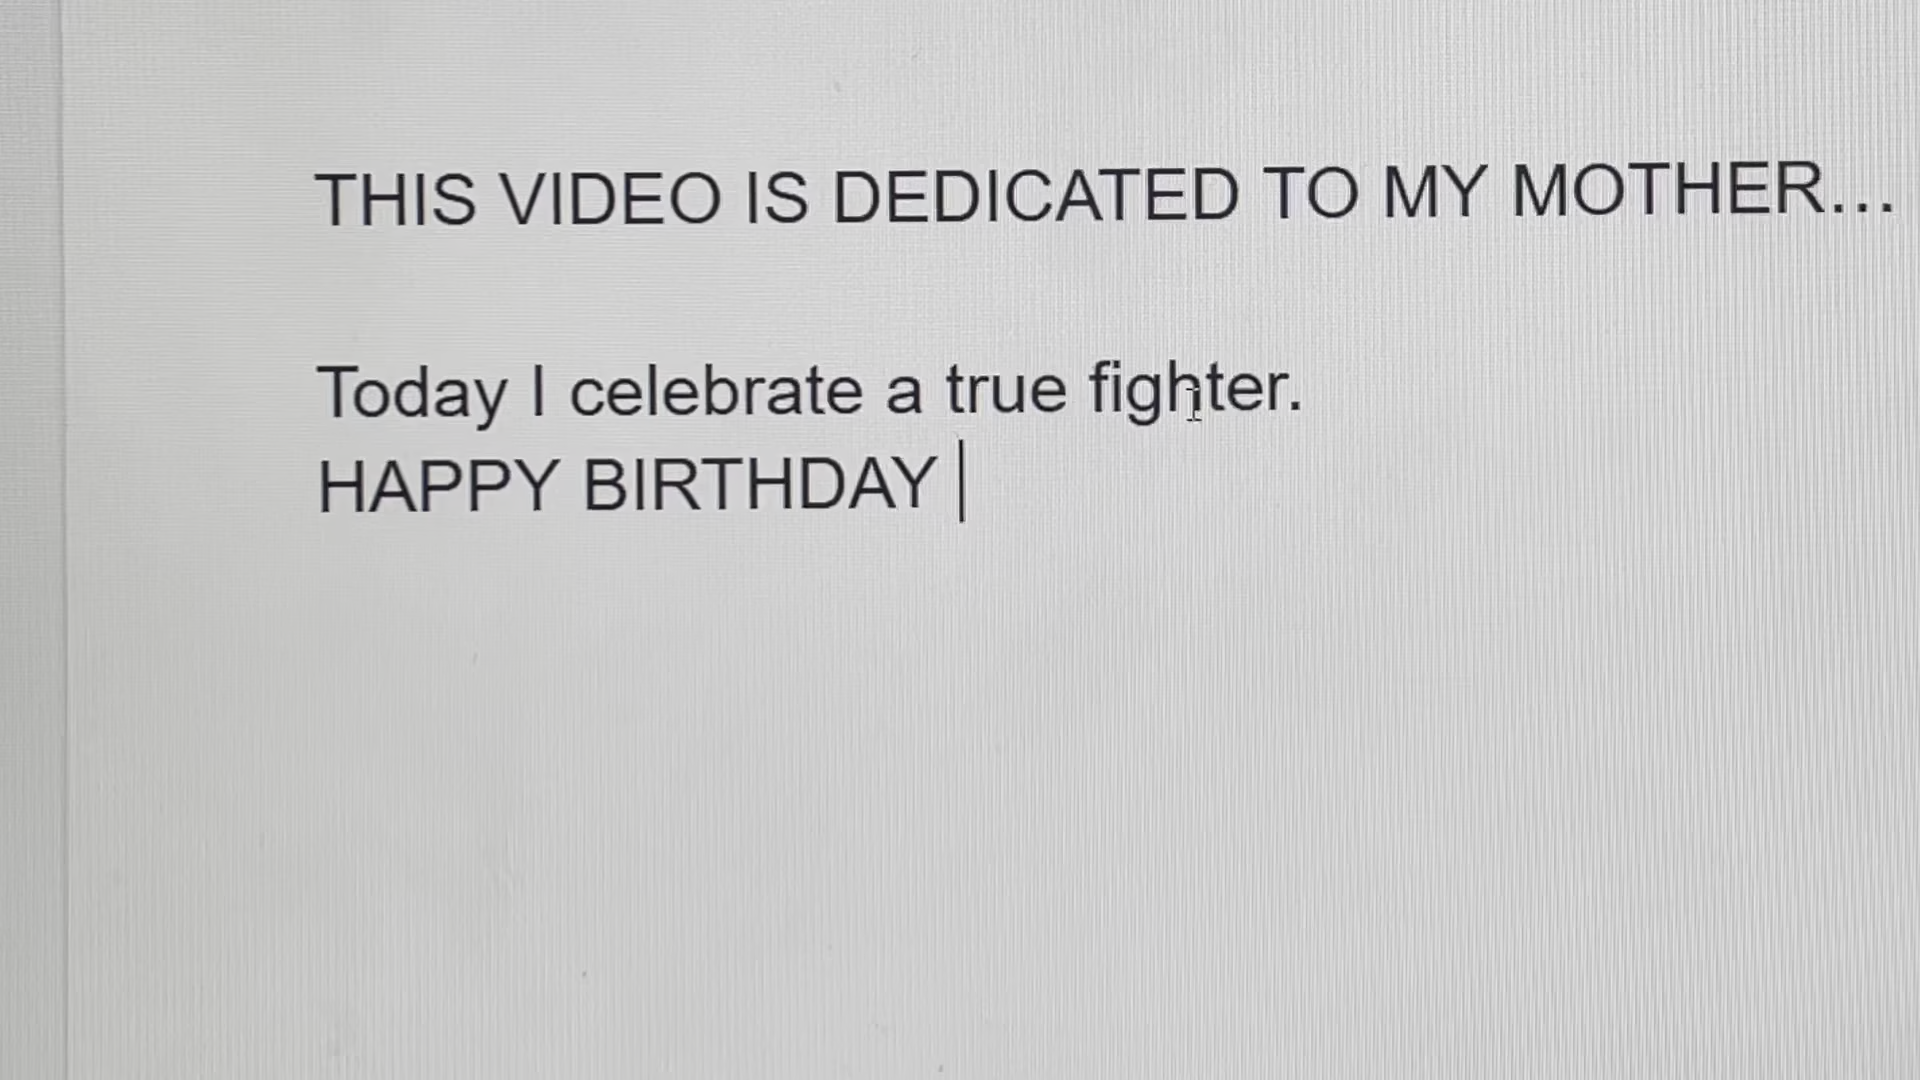 THIS VIDEO IS DEDICATED TO MY MOTHER...
Today I celebrate a true fighter.
HAPPY BIRTHDAY